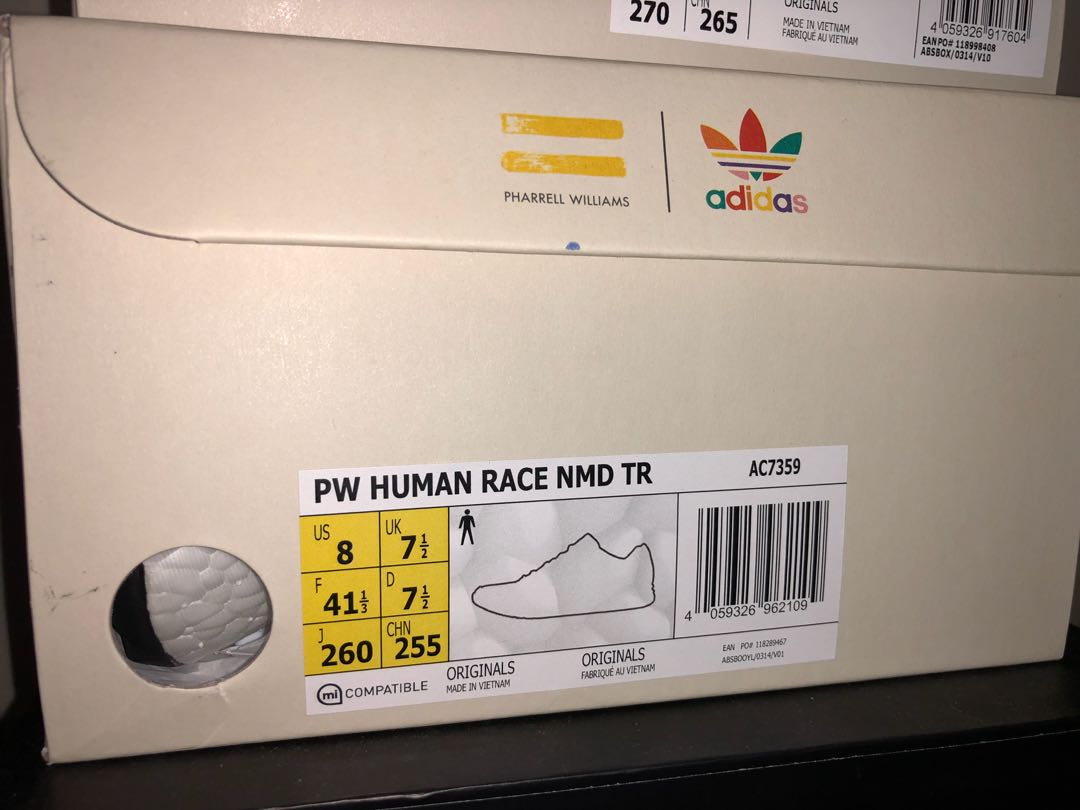 270
CHN
265
ORIGINALS
MADE IN VIETNAM
FABRIQUÉ AU VIETNAM
4 059326 917604
EAN PO# 118998408
ABSBOX/0314/V10
PHARRELL WILLIAMS
adidas
PW HUMAN RACE NMD TR
AC7359
US 8
UK 7½
F 41⅓
D 7½
J 260
CHN 255
4 059326 962109
mi COMPATIBLE
ORIGINALS
MADE IN VIETNAM
ORIGINALS
FABRIQUÉ AU VIETNAM
EAN PO# 118289467
ABSBOOYL/0314/V01